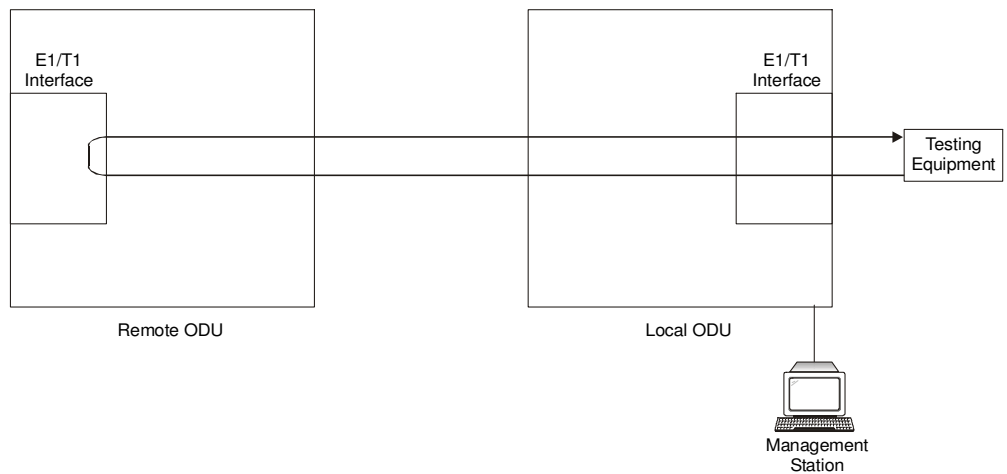 E1/T1
Interface
E1/T1
Interface
Testing
Equipment
Remote ODU
Local ODU
Management
Station